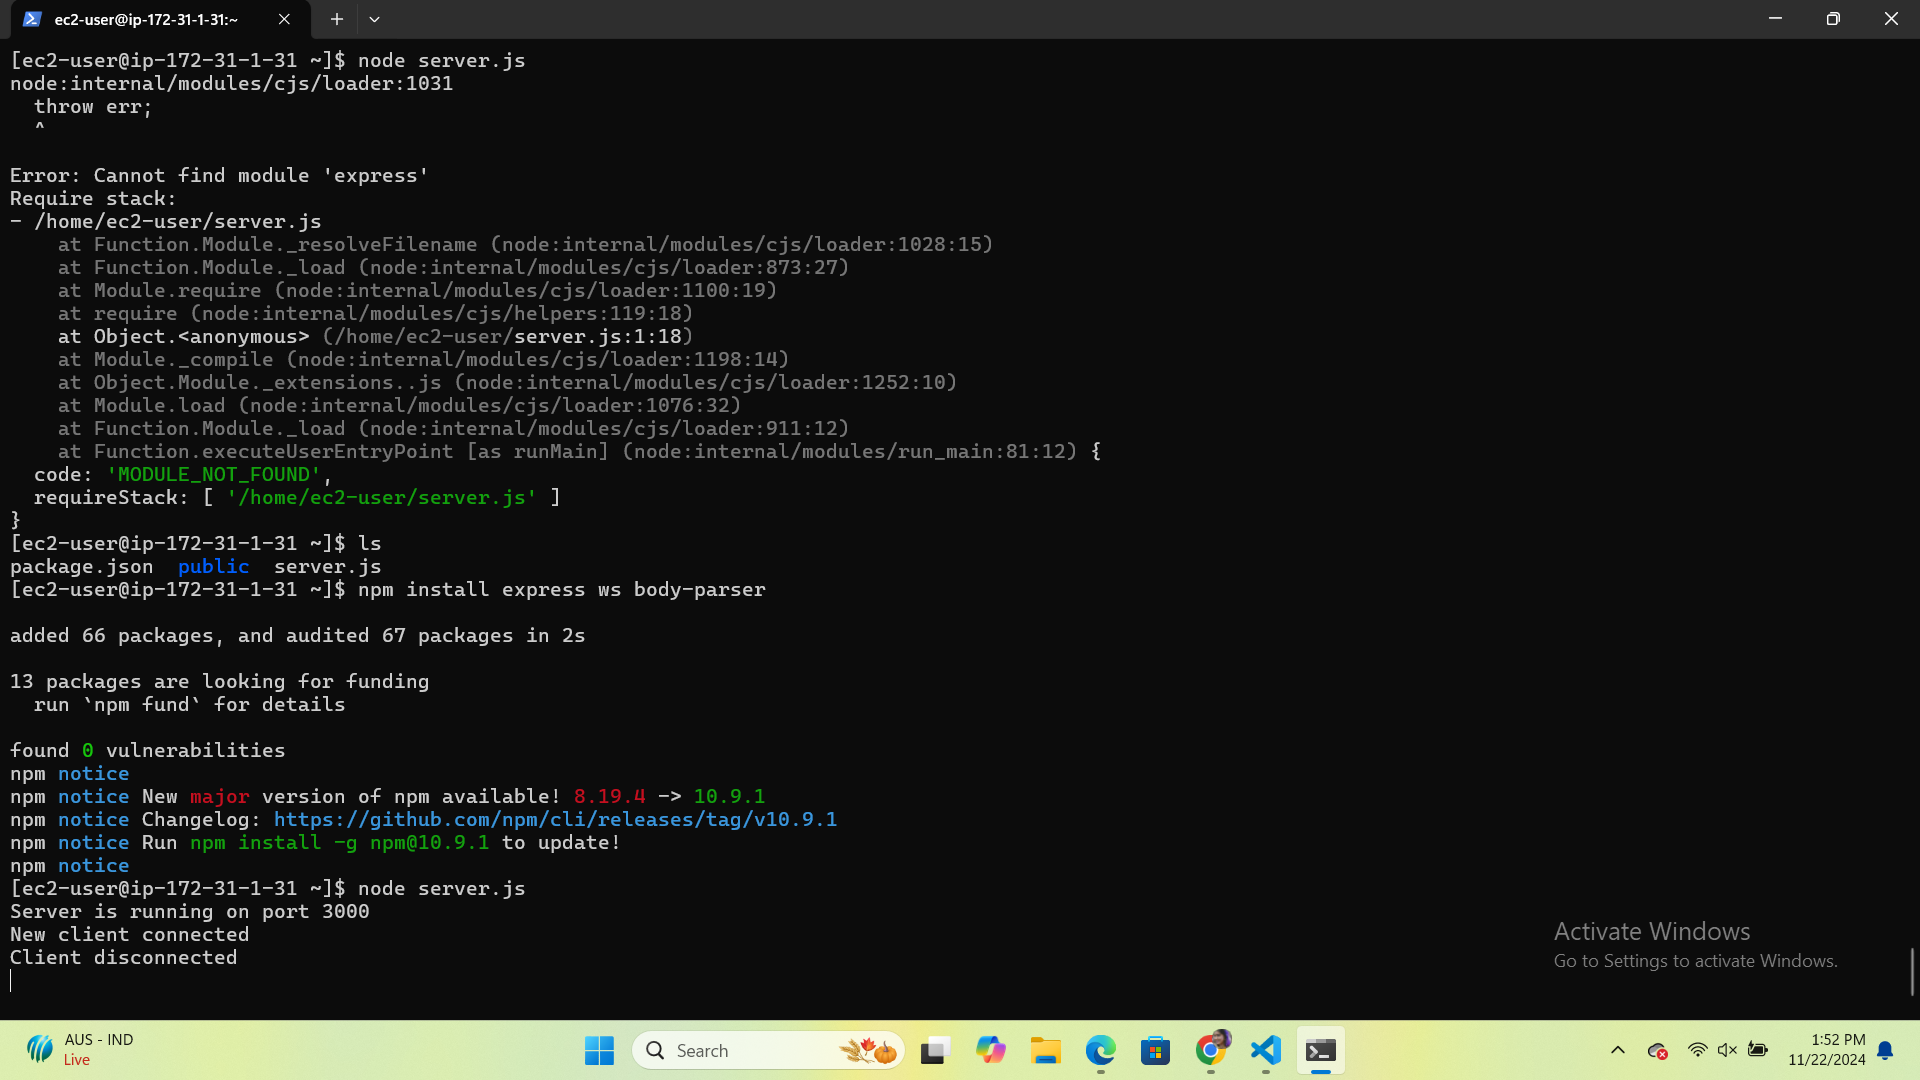 ec2-user@ip-172-31-1-31:~
[ec2-user@ip-172-31-1-31 ~]$ node server.js
node:internal/modules/cjs/loader:1031
  throw err;
  ^

Error: Cannot find module 'express'
Require stack:
- /home/ec2-user/server.js
    at Function.Module._resolveFilename (node:internal/modules/cjs/loader:1028:15)
    at Function.Module._load (node:internal/modules/cjs/loader:873:27)
    at Module.require (node:internal/modules/cjs/loader:1100:19)
    at require (node:internal/modules/cjs/helpers:119:18)
    at Object.<anonymous> (/home/ec2-user/server.js:1:18)
    at Module._compile (node:internal/modules/cjs/loader:1198:14)
    at Object.Module._extensions..js (node:internal/modules/cjs/loader:1252:10)
    at Module.load (node:internal/modules/cjs/loader:1076:32)
    at Function.Module._load (node:internal/modules/cjs/loader:911:12)
    at Function.executeUserEntryPoint [as runMain] (node:internal/modules/run_main:81:12) {
  code: 'MODULE_NOT_FOUND',
  requireStack: [ '/home/ec2-user/server.js' ]
}
[ec2-user@ip-172-31-1-31 ~]$ ls
package.json  public  server.js
[ec2-user@ip-172-31-1-31 ~]$ npm install express ws body-parser

added 66 packages, and audited 67 packages in 2s

13 packages are looking for funding
  run `npm fund` for details

found 0 vulnerabilities
npm notice
npm notice New major version of npm available! 8.19.4 -> 10.9.1
npm notice Changelog: https://github.com/npm/cli/releases/tag/v10.9.1
npm notice Run npm install -g npm@10.9.1 to update!
npm notice
[ec2-user@ip-172-31-1-31 ~]$ node server.js
Server is running on port 3000
New client connected
Client disconnected
Activate Windows
Go to Settings to activate Windows.
AUS - IND
Live
Search
1:52 PM
11/22/2024